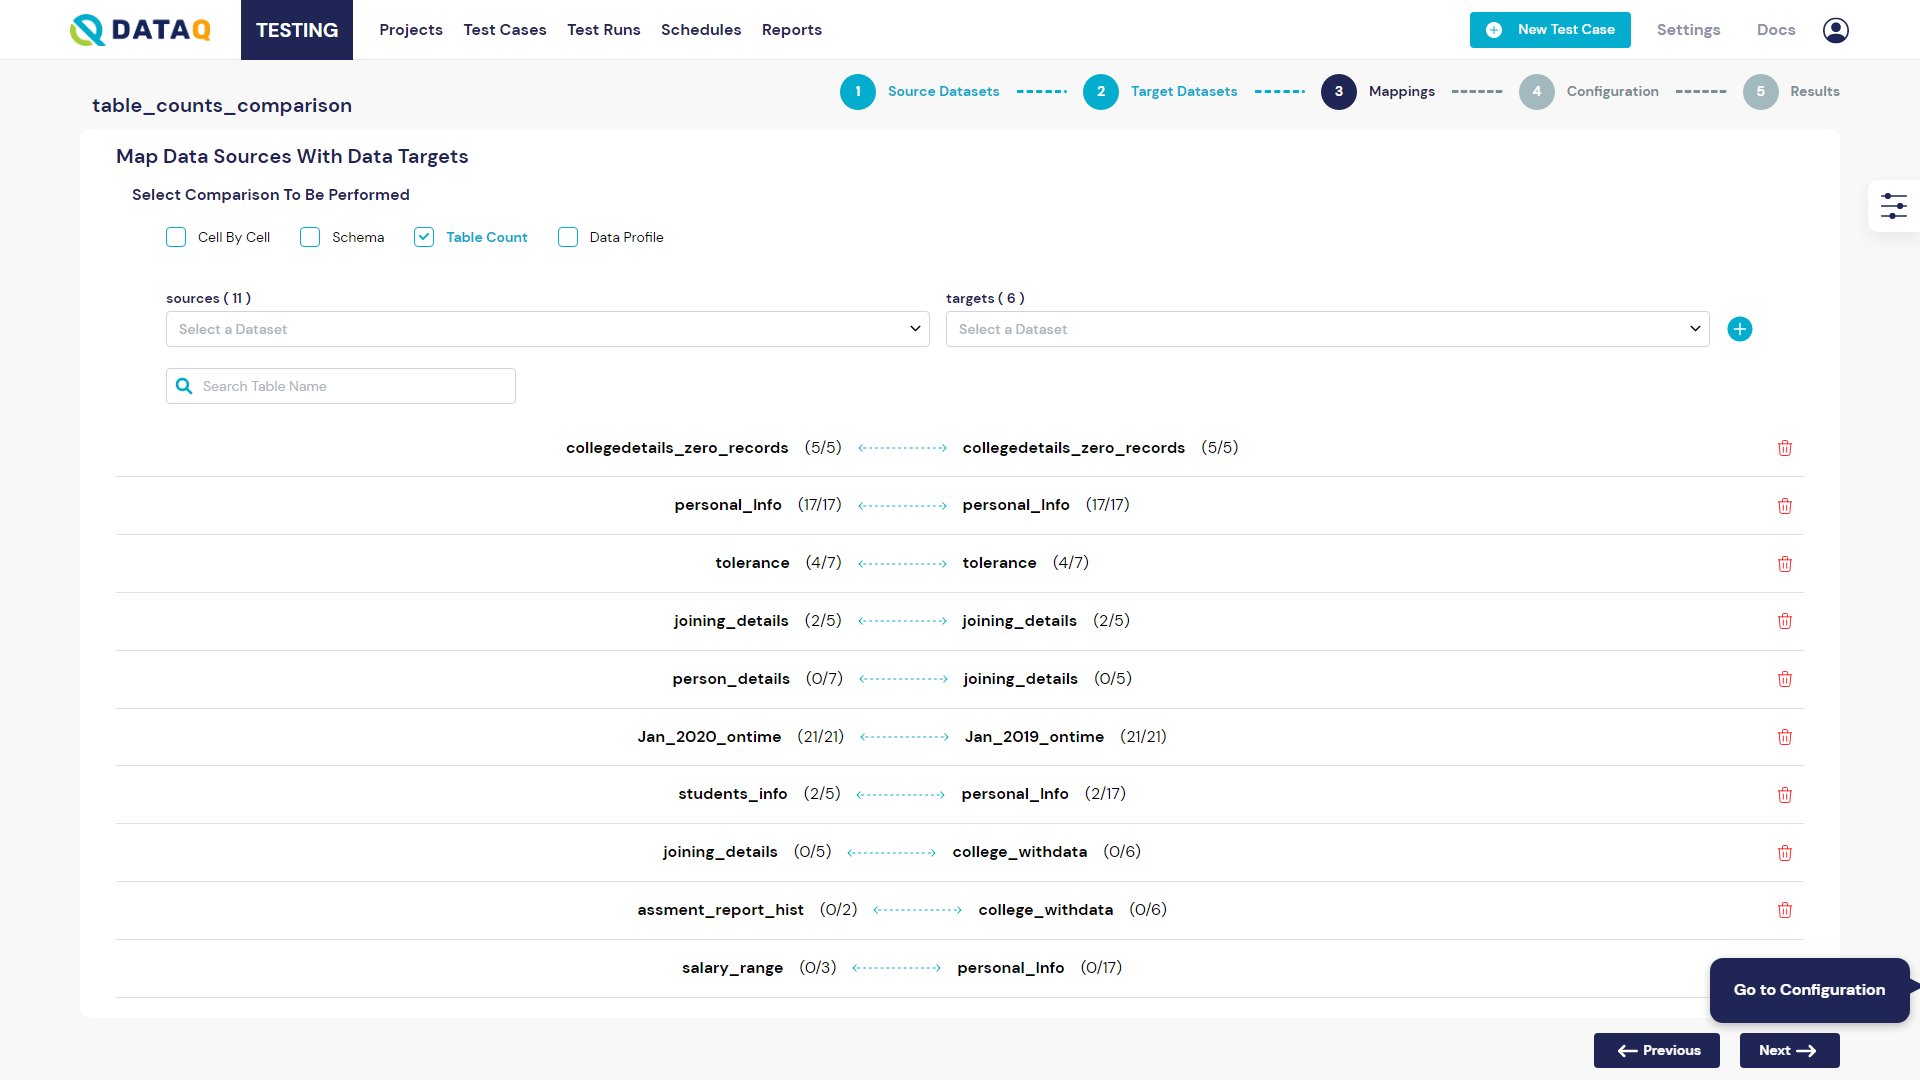 DATAQ
TESTING
Projects
Test Cases
Test Runs
Schedules
Reports
New Test Case
Settings
Docs
table_counts_comparison
1
Source Datasets
2
Target Datasets
3
Mappings
4
Configuration
5
Results
Map Data Sources With Data Targets
Select Comparison To Be Performed
Cell By Cell
Schema
Table Count
Data Profile
sources ( 11 )
targets ( 6 )
Select a Dataset
Select a Dataset
Search Table Name
collegedetails_zero_records (5/5) collegedetails_zero_records (5/5)
personal_Info (17/17) personal_Info (17/17)
tolerance (4/7) tolerance (4/7)
joining_details (2/5) joining_details (2/5)
person_details (0/7) joining_details (0/5)
Jan_2020_ontime (21/21) Jan_2019_ontime (21/21)
students_info (2/5) personal_Info (2/17)
joining_details (0/5) college_withdata (0/6)
assment_report_hist (0/2) college_withdata (0/6)
salary_range (0/3) personal_Info (0/17)
Go to Configuration
Previous
Next